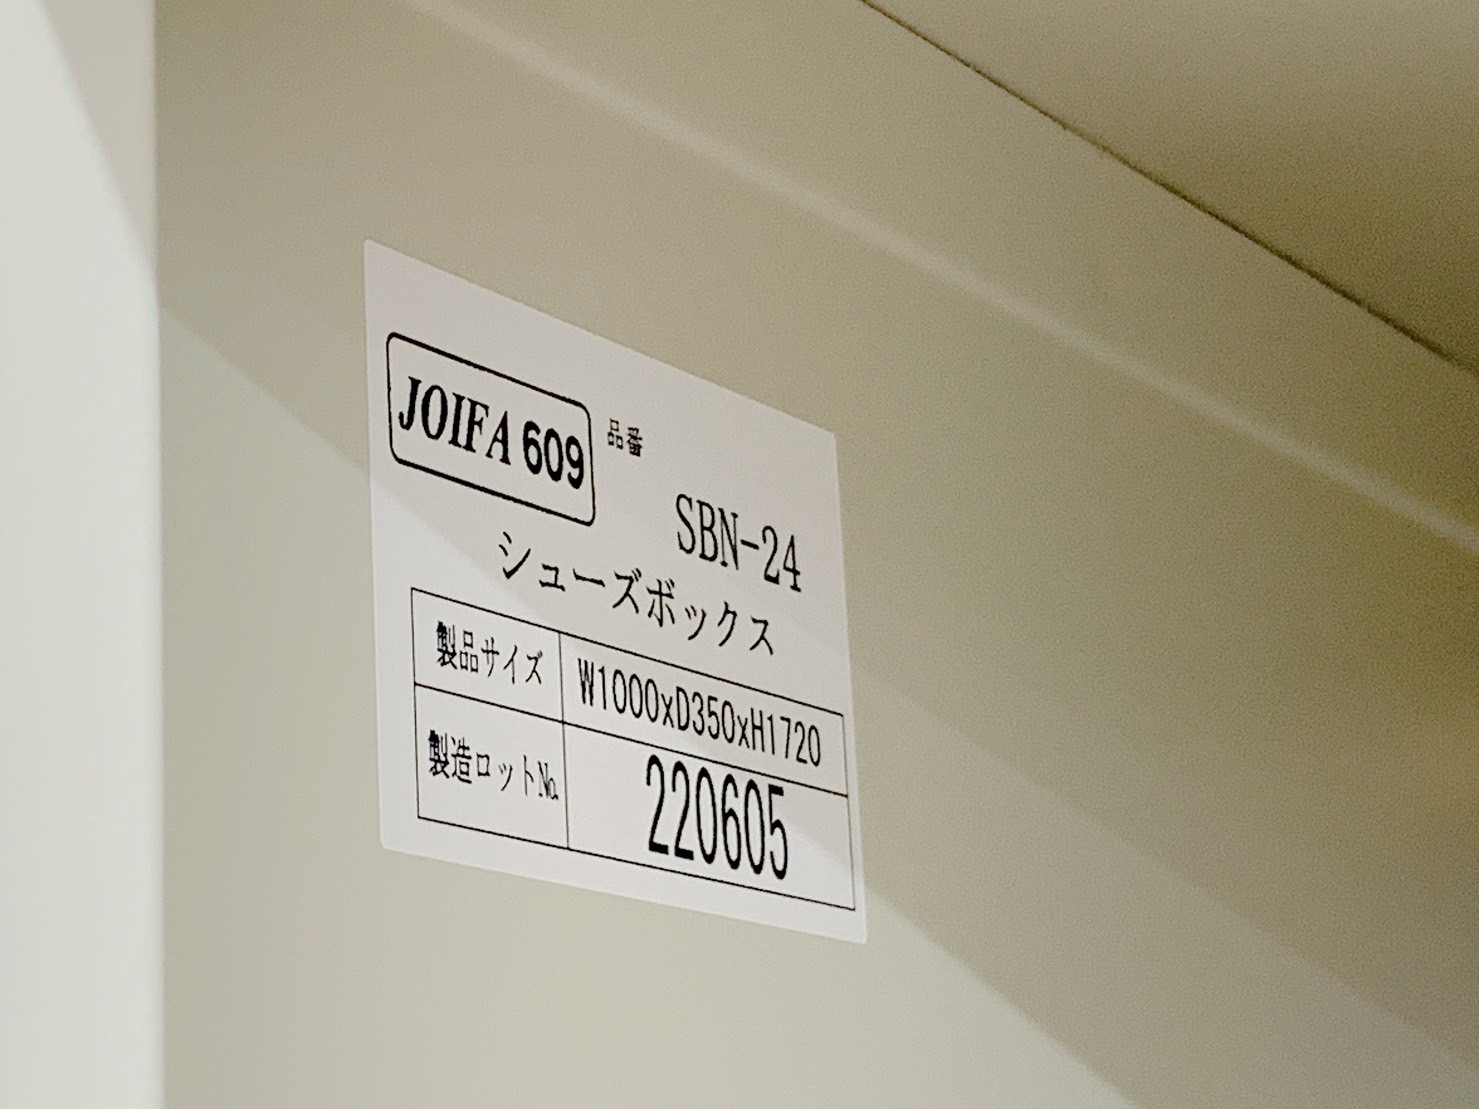 JOIFA 609
品番
SBN-24
シューズボックス
製品サイズ W1000xD350xH1720
製造ロット№ 220605